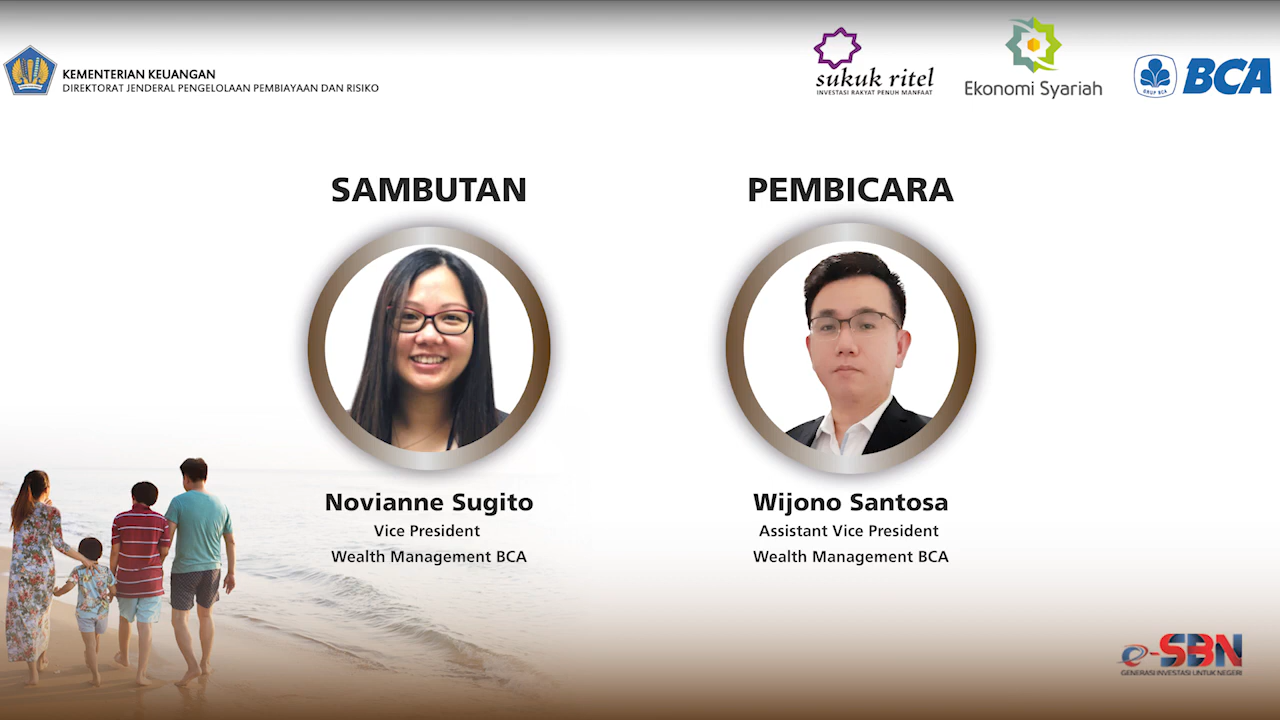 KEMENTERIAN KEUANGAN
DIREKTORAT JENDERAL PENGELOLAAN PEMBIAYAAN DAN RISIKO
sukuk ritel
INVESTASI RAKYAT PENUH MANFAAT
Ekonomi Syariah
GRUP BCA
BCA
SAMBUTAN
PEMBICARA
Novianne Sugito
Vice President
Wealth Management BCA
Wijono Santosa
Assistant Vice President
Wealth Management BCA
e-SBN
GENERASI INVESTASI UNTUK NEGERI